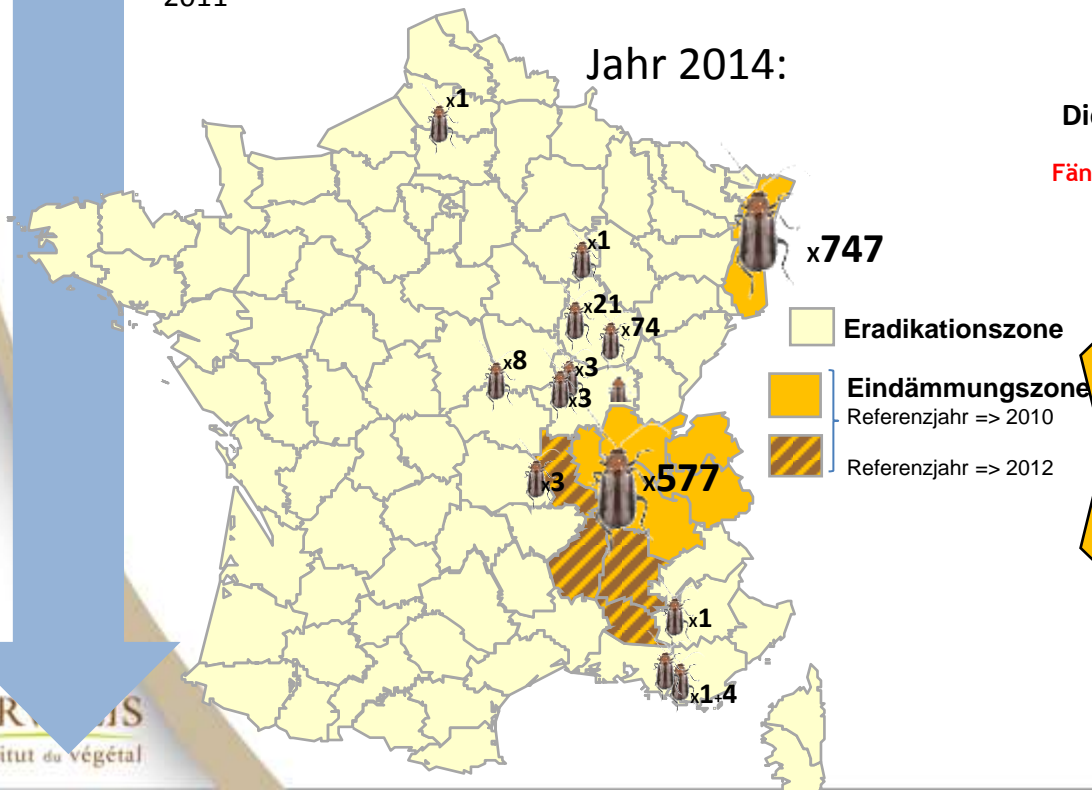 2011
Jahr 2014:
x1
x747
x1
x21
x74
x8
x3
x3
x3
x577
x1
x1+4
Eradikationszone
Eindämmungszone
Referenzjahr => 2010
Referenzjahr => 2012
itut du végétal